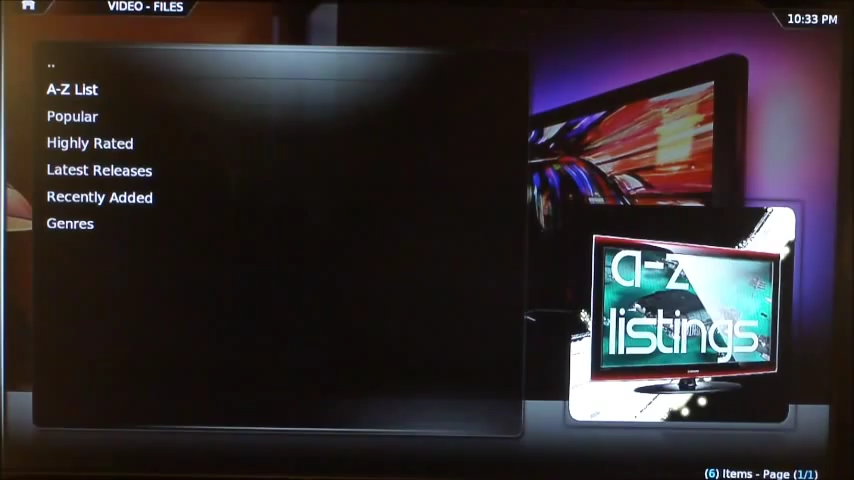 VIDEO - FILES
10:33 PM
..
A-Z List
Popular
Highly Rated
Latest Releases
Recently Added
Genres
a-z
listings
(6) Items - Page (1/1)